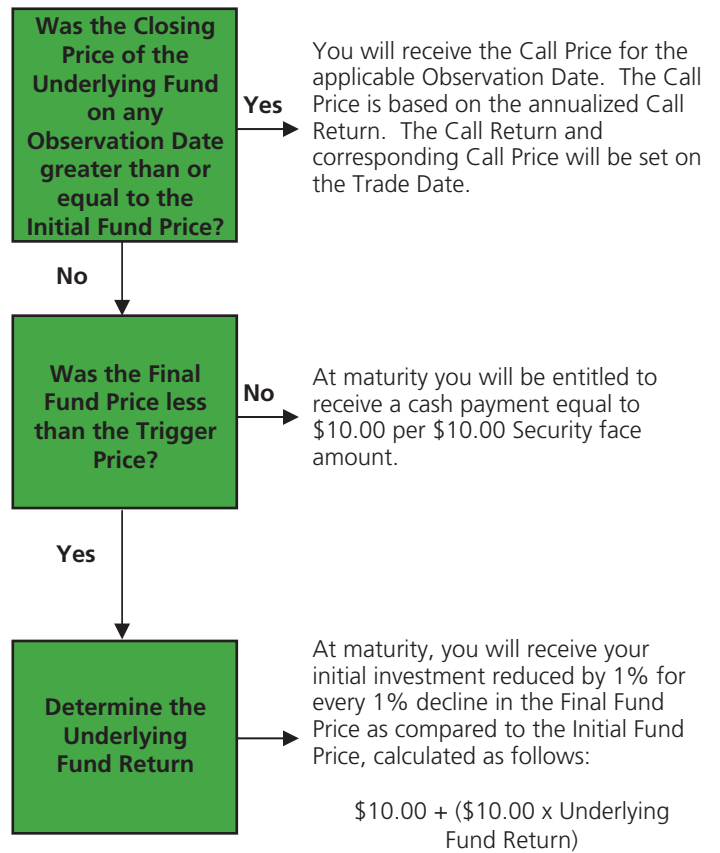 Was the Closing
Price of the
Underlying Fund
on any
Observation Date
greater than or
equal to the
Initial Fund Price?
Yes
You will receive the Call Price for the
applicable Observation Date.  The Call
Price is based on the annualized Call
Return.  The Call Return and
corresponding Call Price will be set on
the Trade Date.
No
Was the Final
Fund Price less
than the Trigger
Price?
No
At maturity you will be entitled to
receive a cash payment equal to
$10.00 per $10.00 Security face
amount.
Yes
Determine the
Underlying
Fund Return
At maturity, you will receive your
initial investment reduced by 1% for
every 1% decline in the Final Fund
Price as compared to the Initial Fund
Price, calculated as follows:
$10.00 + ($10.00 x Underlying
Fund Return)